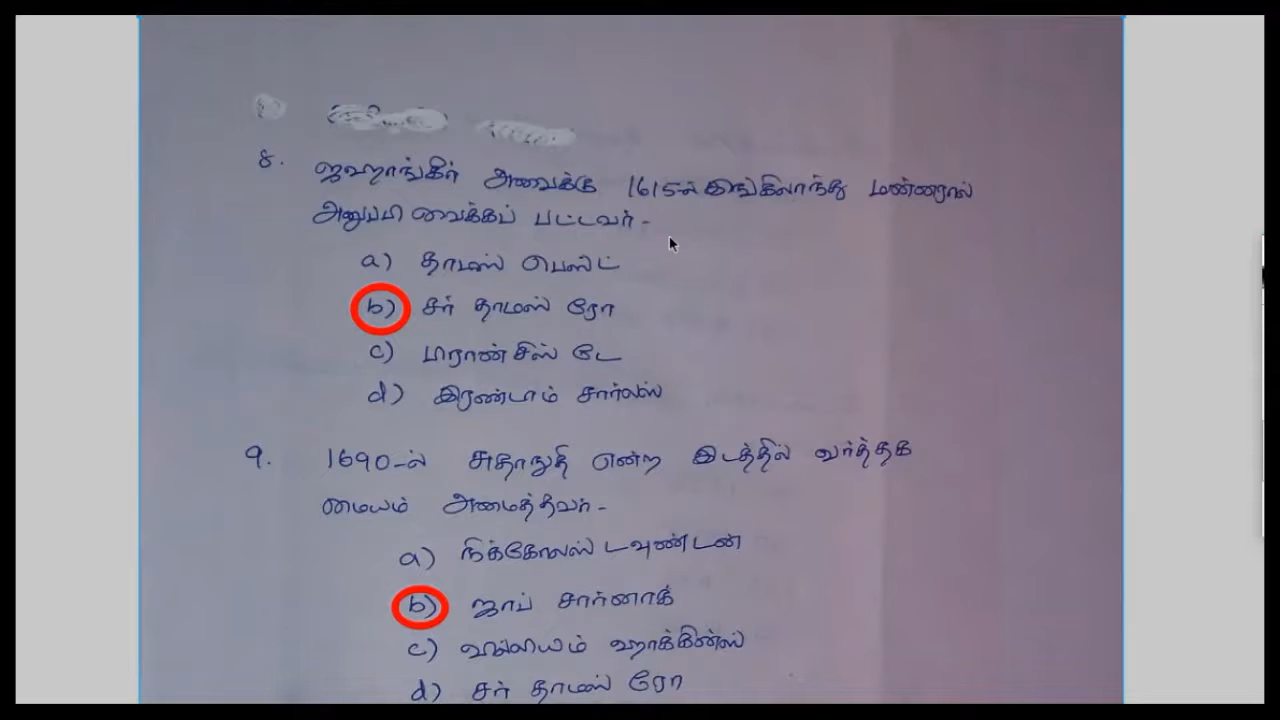 8. ஜஹாங்கீர் அவைக்கு 1615-ல் இங்கிலாந்து மன்னரால்
அனுப்பி வைக்கப் பட்டவர் -
a) தாமஸ் பெஸ்ட்
b) சர் தாமஸ் ரோ
c) பிரான்சிஸ் டே
d) இரண்டாம் சார்லஸ்
9. 1690-ல் சுதாநுதி என்ற இடத்தில் வர்த்தக
மையம் அமைத்தவர் -
a) நிக்கோலஸ் டவுண்டன்
b) ஜாப் சார்னாக்
c) வில்லியம் ஹாக்கின்ஸ்
d) சர் தாமஸ் ரோ